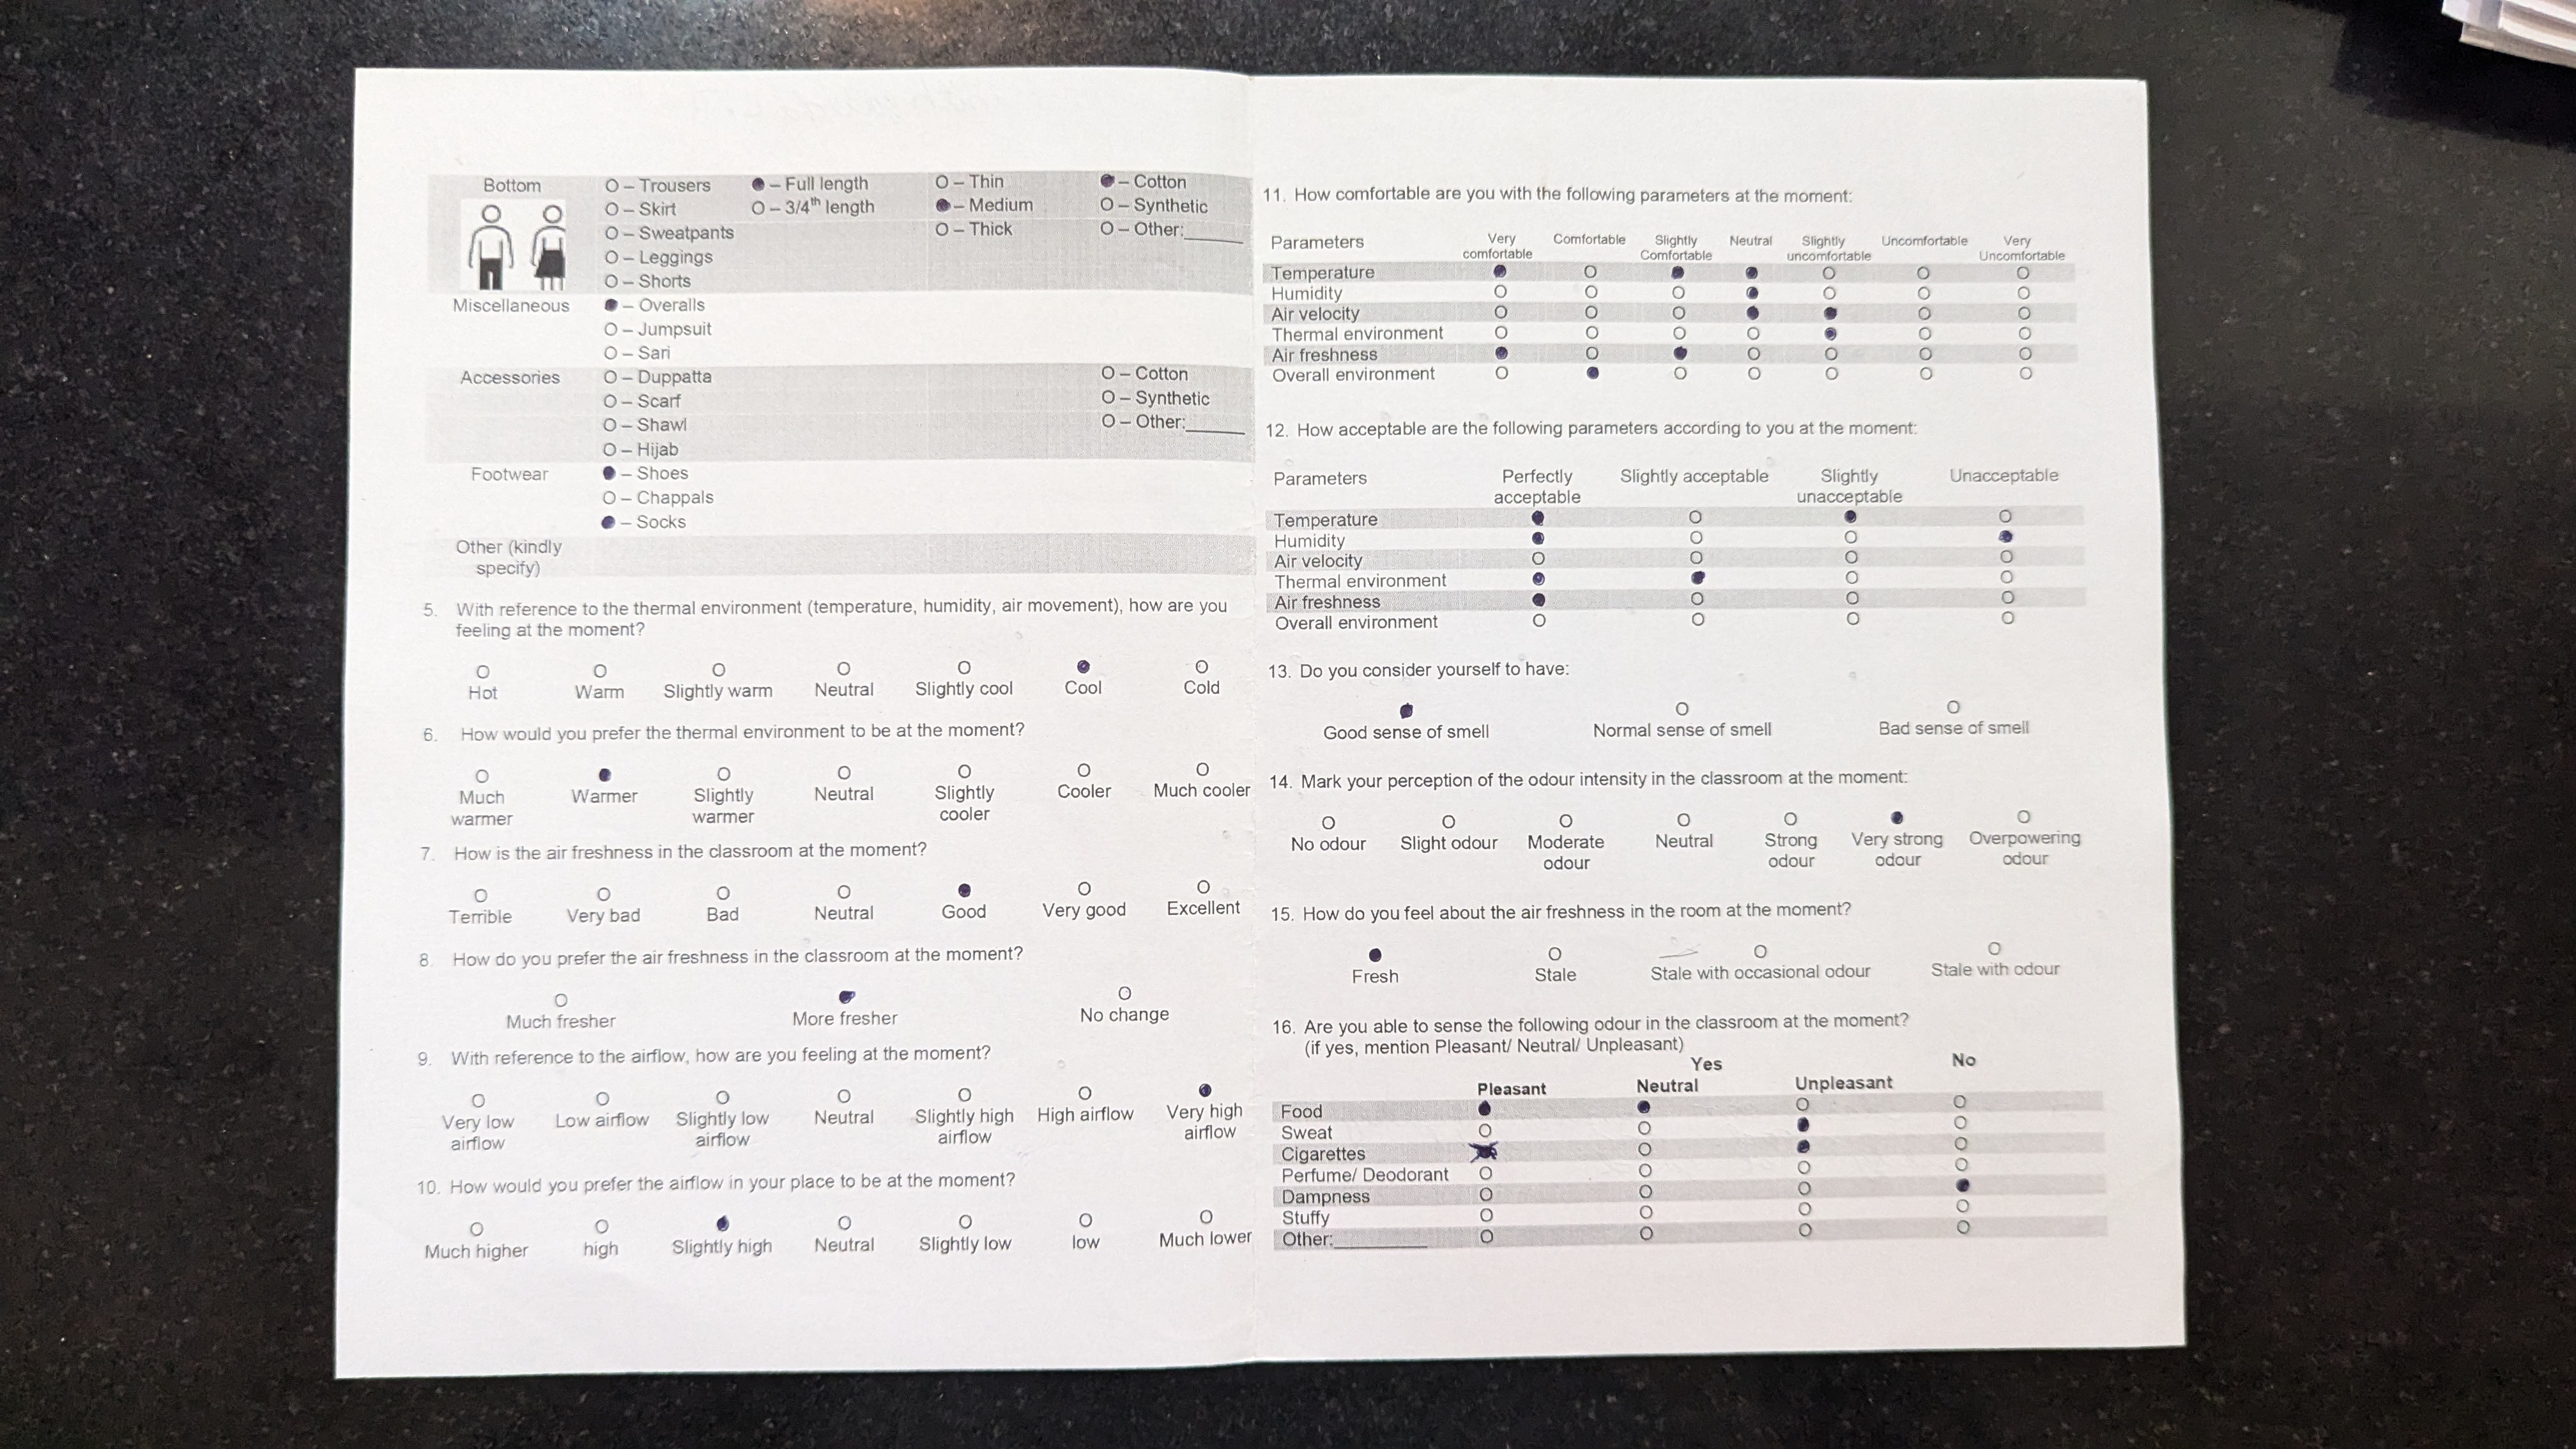 Bottom
O – Trousers ● – Full length O – Thin ● – Cotton
O – Skirt O – 3/4th length ● – Medium O – Synthetic
O – Sweatpants O – Thick O – Other:______
O – Leggings
O – Shorts
Miscellaneous ● – Overalls
O – Jumpsuit
O – Sari
Accessories O – Duppatta O – Cotton
O – Scarf O – Synthetic
O – Shawl O – Other:______
O – Hijab
Footwear ● – Shoes
O – Chappals
● – Socks
Other (kindly
specify)
5. With reference to the thermal environment (temperature, humidity, air movement), how are you
feeling at the moment?
O O O O O ● O
Hot Warm Slightly warm Neutral Slightly cool Cool Cold
6. How would you prefer the thermal environment to be at the moment?
O ● O O O O O
Much Warmer Slightly Neutral Slightly Cooler Much cooler
warmer warmer cooler
7. How is the air freshness in the classroom at the moment?
O O O O ● O O
Terrible Very bad Bad Neutral Good Very good Excellent
8. How do you prefer the air freshness in the classroom at the moment?
O ● O
Much fresher More fresher No change
9. With reference to the airflow, how are you feeling at the moment?
O O O O O O ●
Very low Low airflow Slightly low Neutral Slightly high High airflow Very high
airflow airflow airflow airflow
10. How would you prefer the airflow in your place to be at the moment?
O O ● O O O O
Much higher high Slightly high Neutral Slightly low low Much lower
11. How comfortable are you with the following parameters at the moment:
Parameters Very Comfortable Slightly Neutral Slightly Uncomfortable Very
comfortable Comfortable uncomfortable Uncomfortable
Temperature ● O ● ● O O O
Humidity O O O ● O O O
Air velocity O O O ● ● O O
Thermal environment O O O O ● O O
Air freshness ● O ● O O O O
Overall environment O ● O O O O O
12. How acceptable are the following parameters according to you at the moment:
Parameters Perfectly Slightly acceptable Slightly Unacceptable
acceptable unacceptable
Temperature ● O ● O
Humidity ● O O ●
Air velocity O O O O
Thermal environment ● ● O O
Air freshness ● O O O
Overall environment O O O O
13. Do you consider yourself to have:
● O O
Good sense of smell Normal sense of smell Bad sense of smell
14. Mark your perception of the odour intensity in the classroom at the moment:
O O O O O ● O
No odour Slight odour Moderate Neutral Strong Very strong Overpowering
odour odour odour odour
15. How do you feel about the air freshness in the room at the moment?
● O O O
Fresh Stale Stale with occasional odour Stale with odour
16. Are you able to sense the following odour in the classroom at the moment?
(if yes, mention Pleasant/ Neutral/ Unpleasant)
Yes No
Pleasant Neutral Unpleasant
Food ● ● O O
Sweat O O ● O
Cigarettes O ● O
Perfume/ Deodorant O O O O
Dampness O O O ●
Stuffy O O O O
Other:__________ O O O O